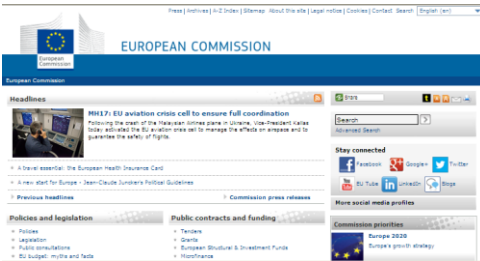 Press | Archives | A-Z Index | Sitemap About this site | Legal notice | Cookies | Contact Search English (en)
European
Commission
EUROPEAN COMMISSION
European Commission
Headlines
MH17: EU aviation crisis cell to ensure full coordination
Following the crash of the Malaysian Airlines plane in Ukraine, Vice-President Kallas
today activated the EU aviation crisis cell to manage the effects on airspace and to
guarantee the safety of flights.
A travel essential: the European Health Insurance Card
A new start for Europe - Jean-Claude Juncker's Political Guidelines
Previous headlines
Commission press releases
Policies and legislation
Policies
Legislation
Public consultations
EU budget: myths and facts
Public contracts and funding
Tenders
Grants
European Structural & Investment Funds
Microfinance
Share
Search
Advanced Search
Stay connected
Facebook Google+ Twitter
EU Tube LinkedIn Blogs
More social media profiles
Commission priorities
Europe 2020
Europe's growth strategy